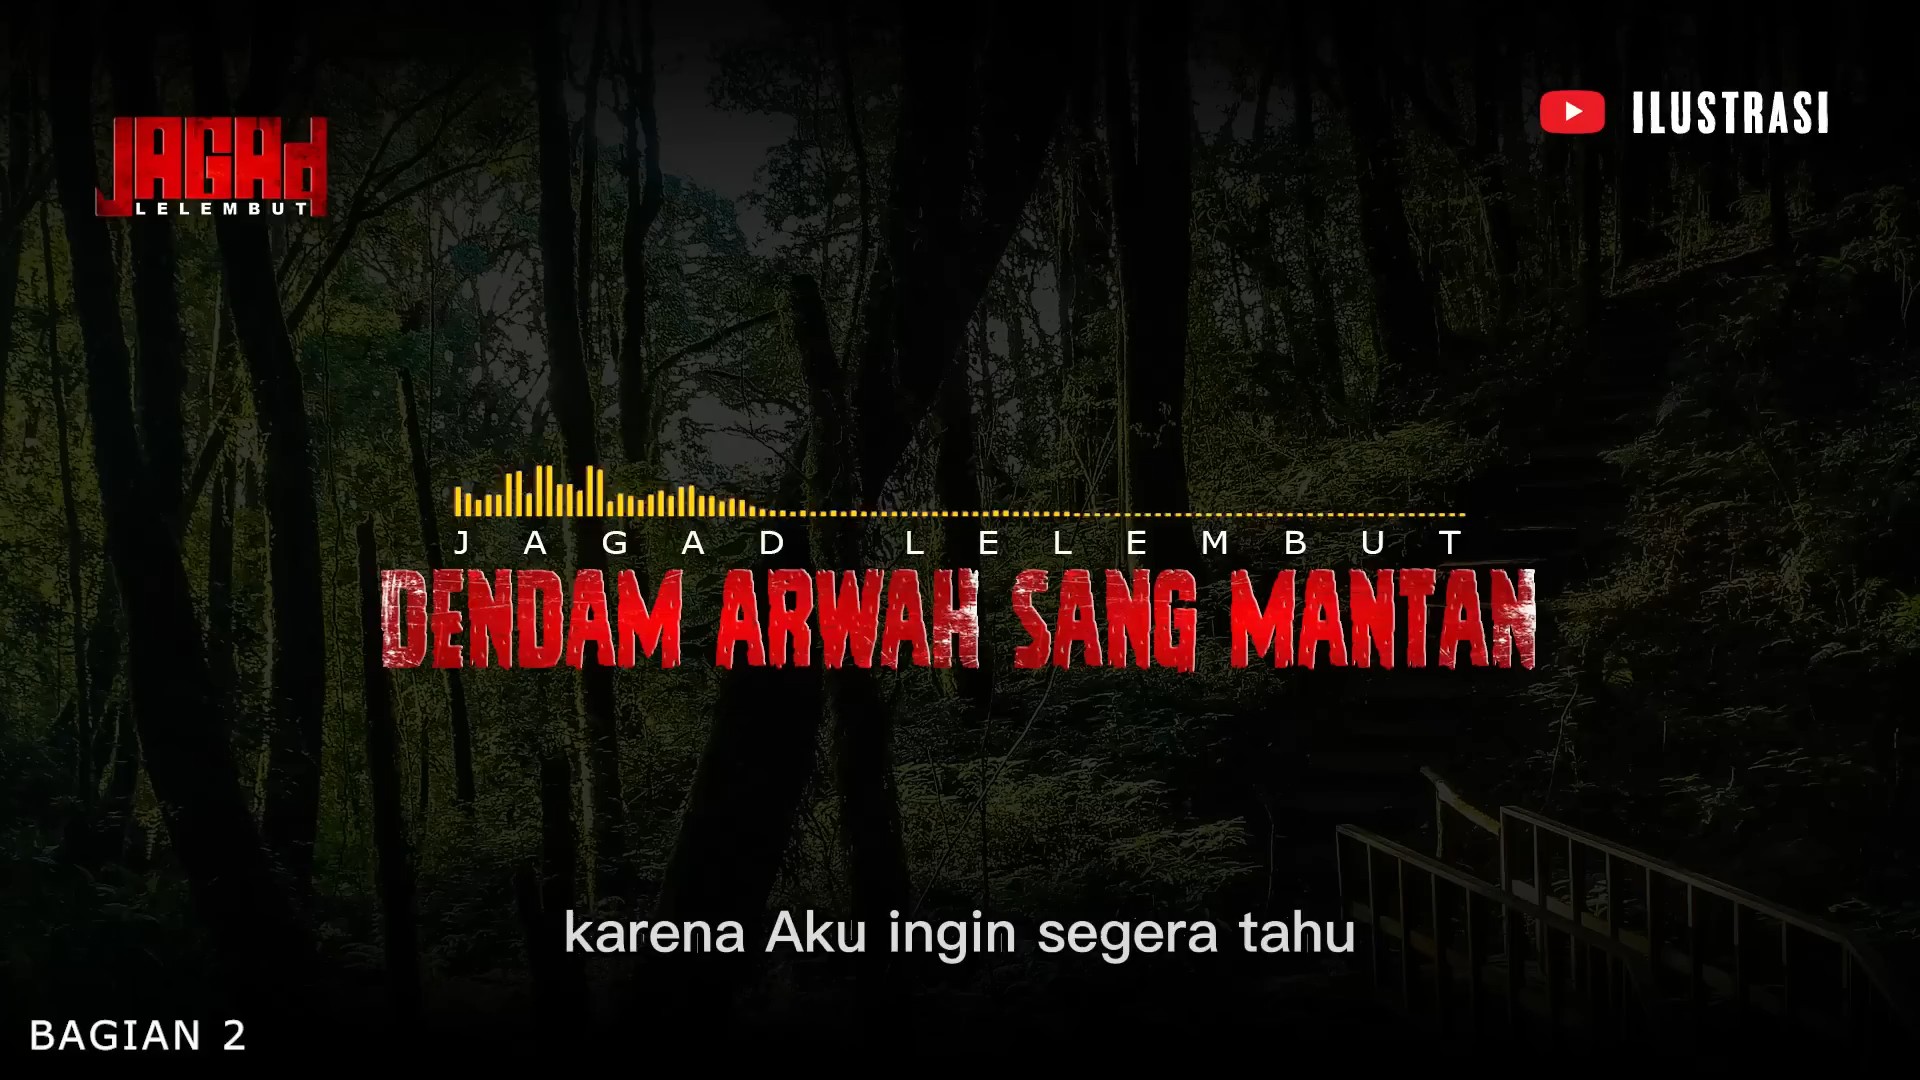 JAGAd
LELEMBUT
ILUSTRASI
JAGAD LELEMBUT
DENDAM ARWAH SANG MANTAN
karena Aku ingin segera tahu
BAGIAN 2